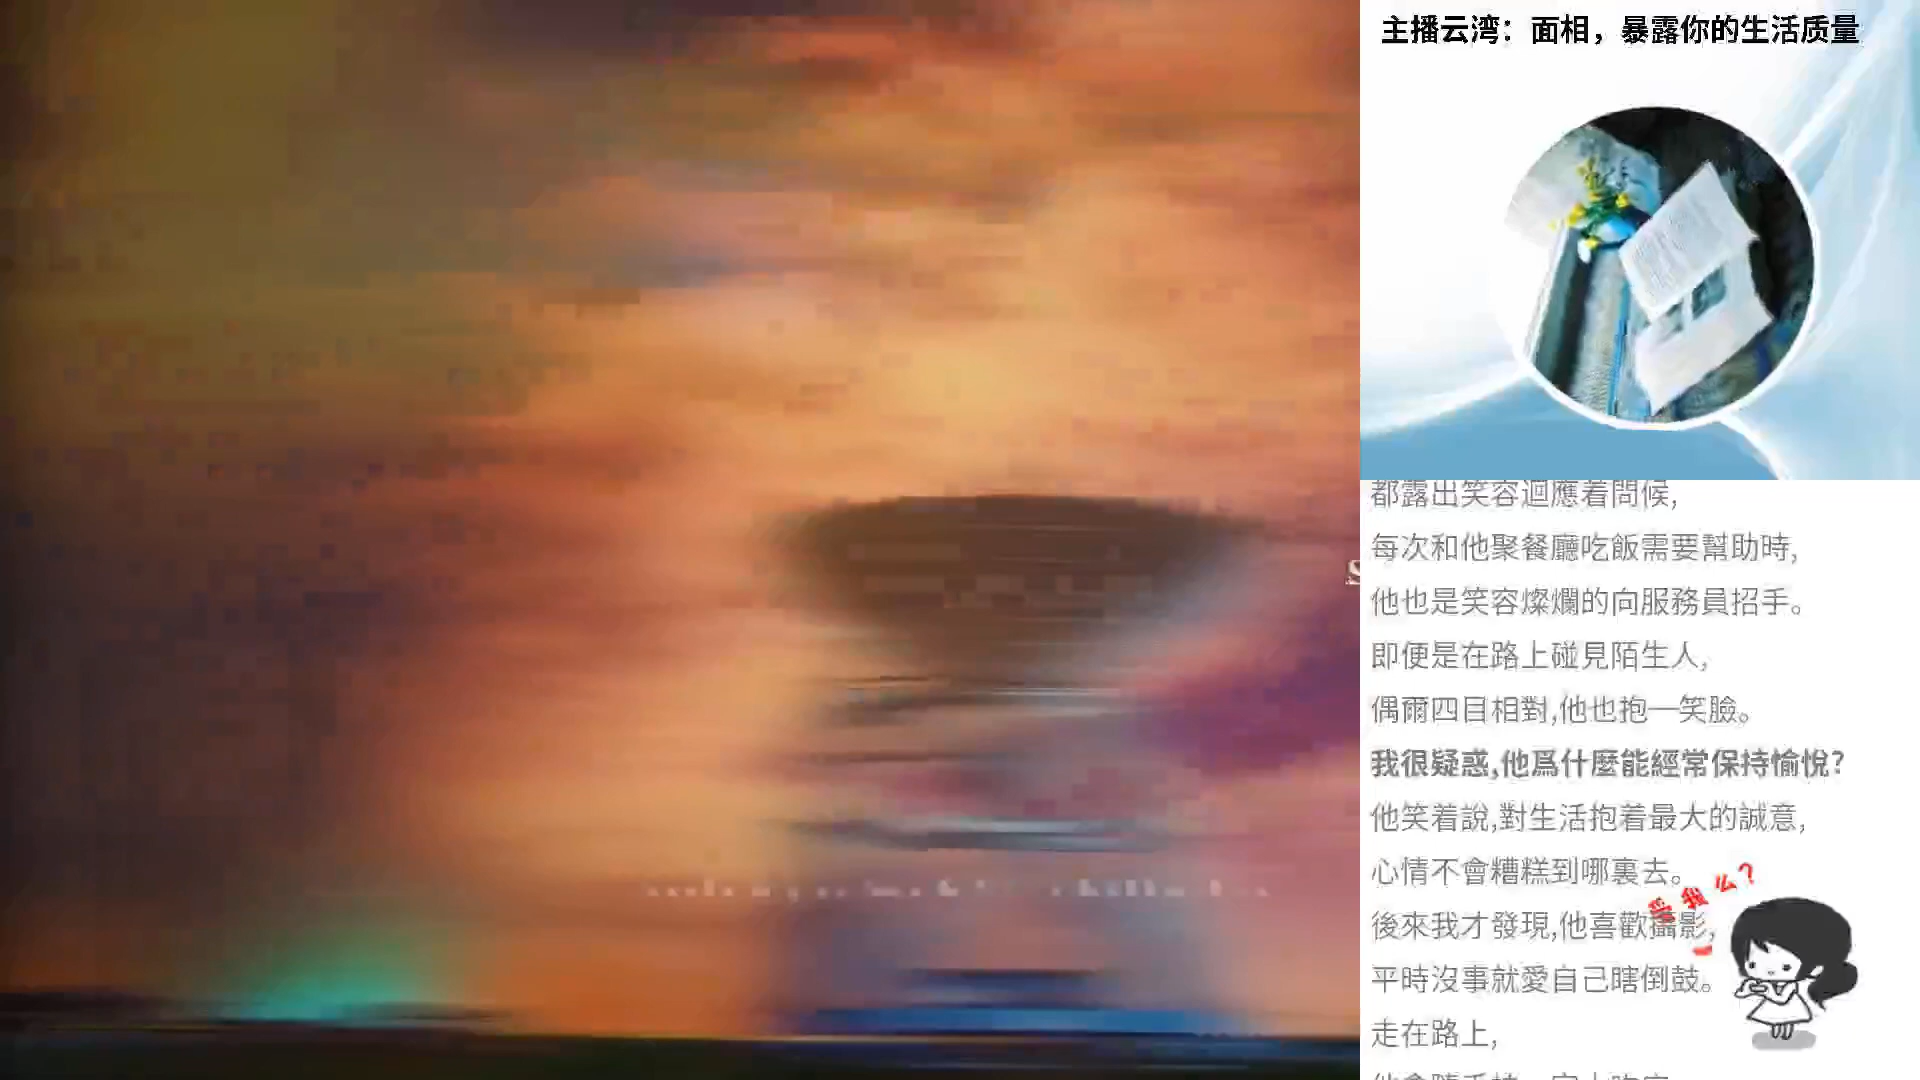 主播云湾：面相，暴露你的生活质量
都露出笑容迴應着問候,
每次和他聚餐廳吃飯需要幫助時,
他也是笑容燦爛的向服務員招手。
即便是在路上碰見陌生人,
偶爾四目相對,他也抱一笑臉。
我很疑惑,他爲什麼能經常保持愉悅?
他笑着說,對生活抱着最大的誠意,
心情不會糟糕到哪裏去。
後來我才發現,他喜歡攝影,
平時沒事就愛自己瞎倒鼓。
走在路上,
爱我么?